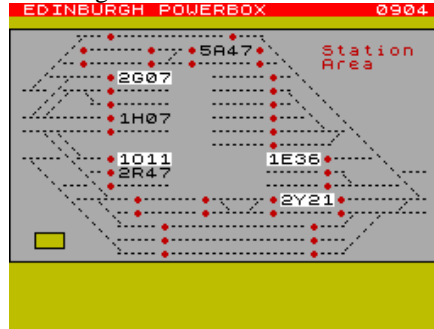 EDINBURGH POWERBOX 0904
5A47 Station
Area
2G07
1H07
1O11 1E36
2R47
2Y21